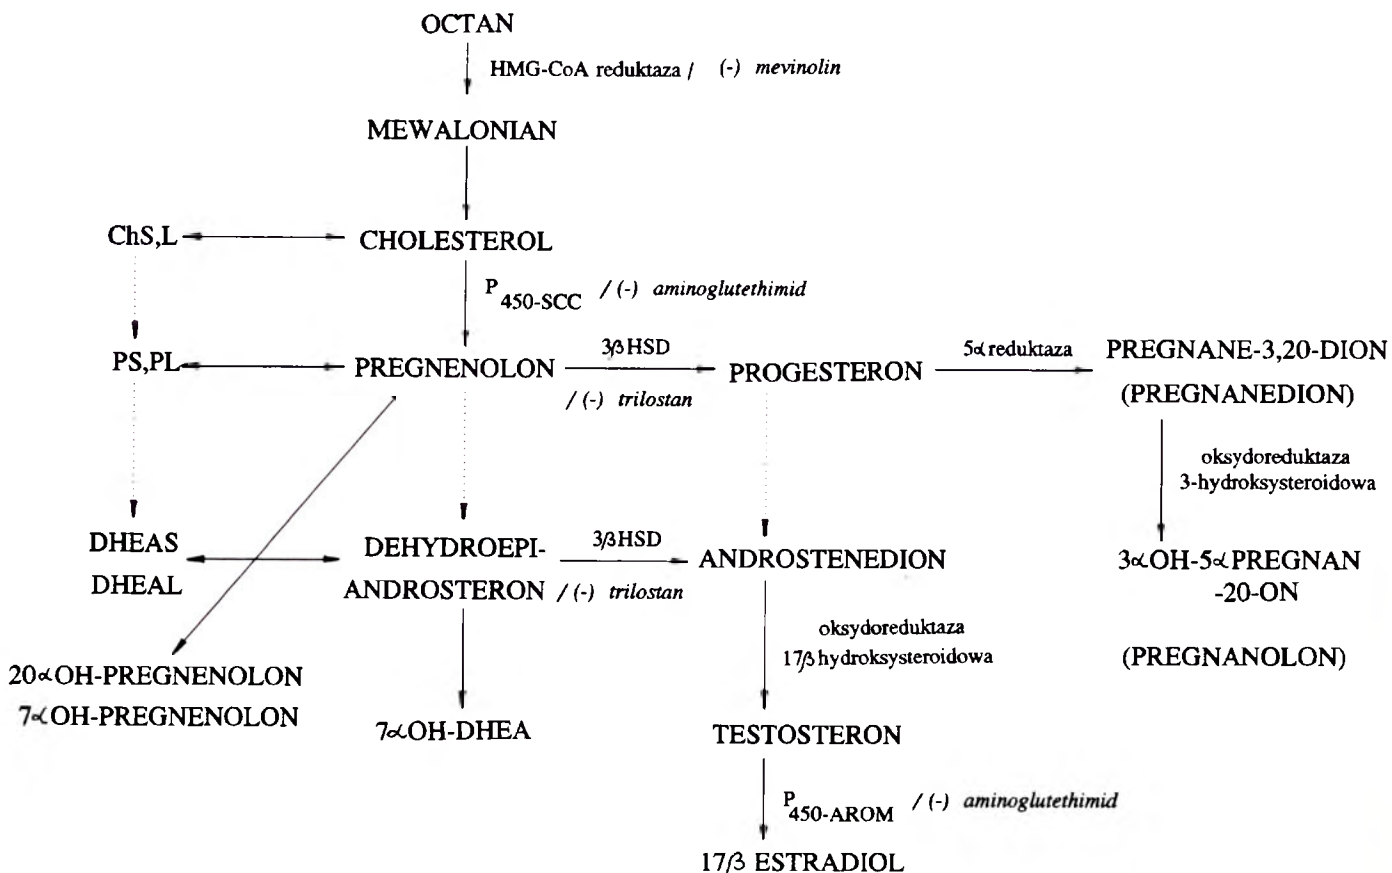 OCTAN
HMG-CoA reduktaza / (-) mevinolin
MEWALONIAN
ChS,L
CHOLESTEROL
P450-SCC / (-) aminoglutethimid
PS,PL
PREGNENOLON
3βHSD
/ (-) trilostan
PROGESTERON
5α reduktaza
PREGNANE-3,20-DION
(PREGNANEDION)
oksydoreduktaza
3-hydroksysteroidowa
DHEAS
DHEAL
DEHYDROEPI-
ANDROSTERON
3βHSD
/ (-) trilostan
ANDROSTENEDION
3αOH-5αPREGNAN
-20-ON
(PREGNANOLON)
oksydoreduktaza
17βhydroksysteroidowa
20αOH-PREGNENOLON
7αOH-PREGNENOLON
7αOH-DHEA
TESTOSTERON
P450-AROM / (-) aminoglutethimid
17β ESTRADIOL